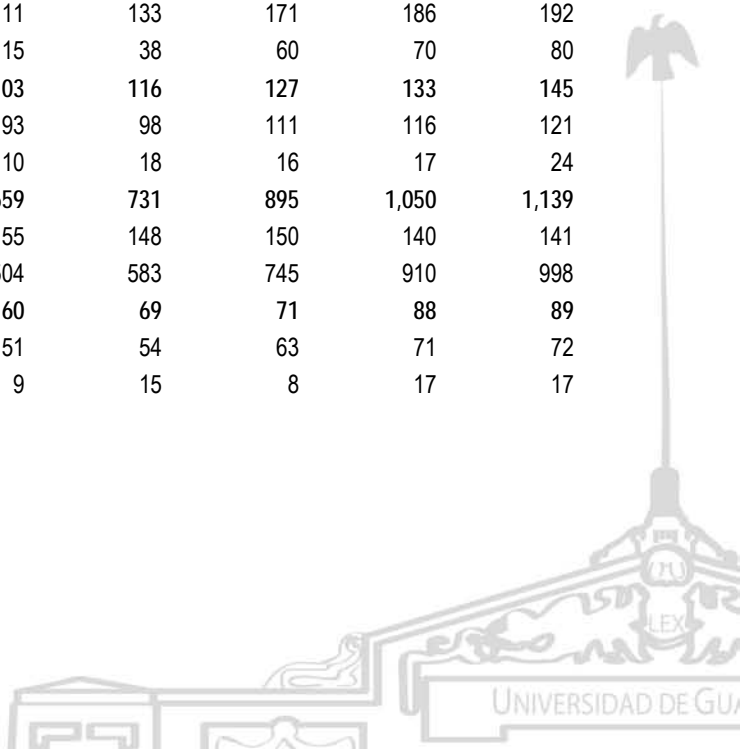 11 133 171 186 192
15 38 60 70 80
03 116 127 133 145
93 98 111 116 121
10 18 16 17 24
59 731 895 1,050 1,139
55 148 150 140 141
504 583 745 910 998
60 69 71 88 89
51 54 63 71 72
9 15 8 17 17
LEX
UNIVERSIDAD DE GUA